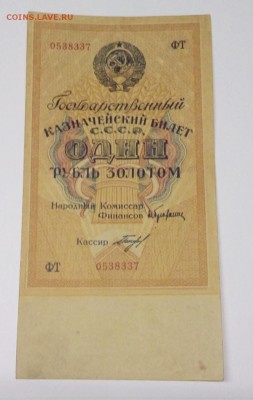 COINS.LAVE.RU
0538337 ФТ
Государственный
КАЗНАЧЕЙСКИЙ БИЛЕТ
С.С.С.Р.
ОДИН
РУБЛЬ ЗОЛОТОМ
Народный Комиссар
Финансов
Кассир
ФТ 0538337